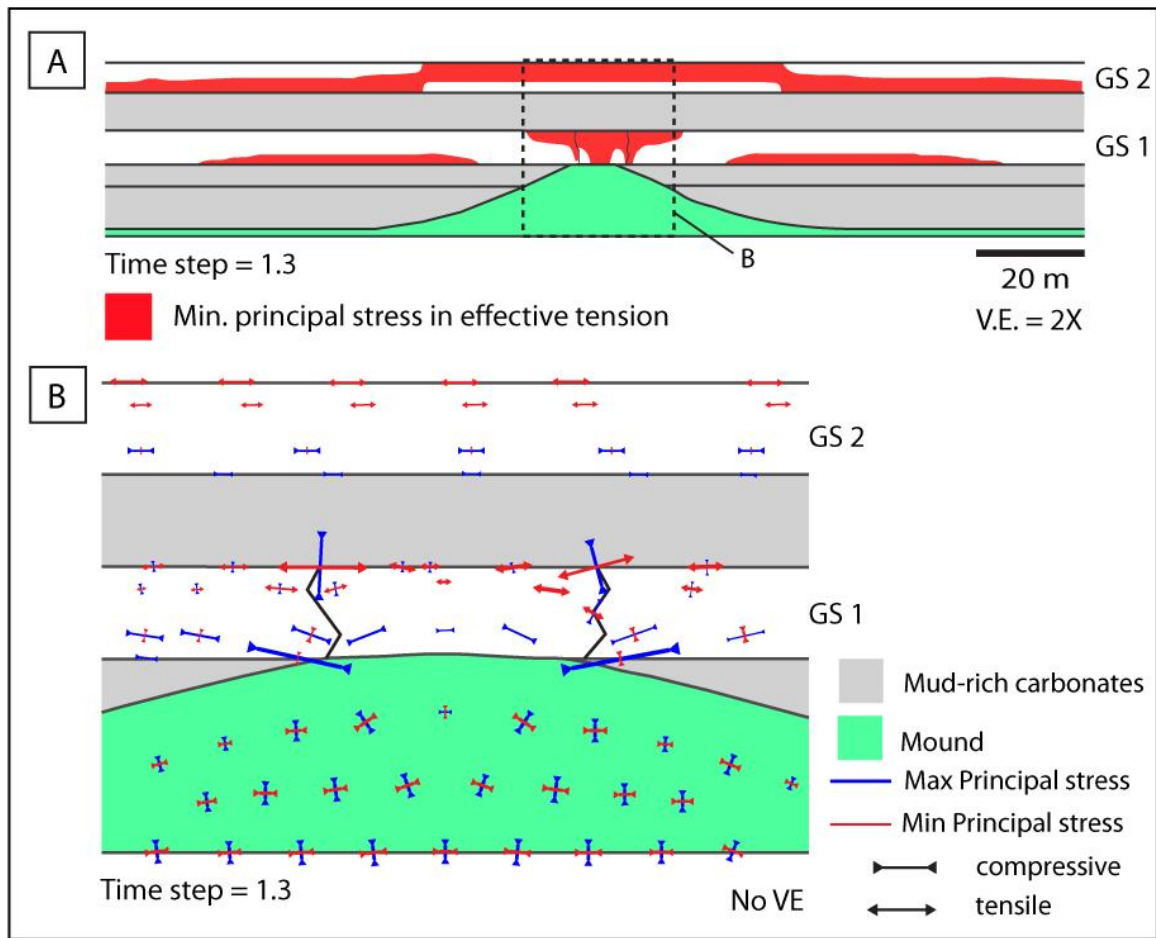 A
GS 2
GS 1
B
Time step = 1.3
20 m
Min. principal stress in effective tension
V.E. = 2X
B
GS 2
GS 1
Mud-rich carbonates
Mound
Max Principal stress
Min Principal stress
compressive
tensile
Time step = 1.3
No VE